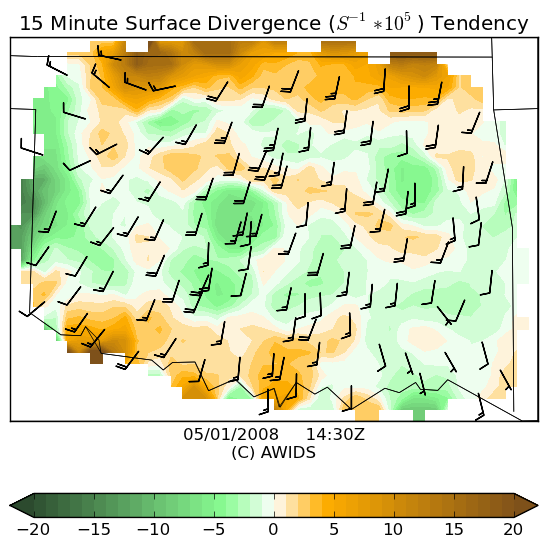 15 Minute Surface Divergence (S⁻¹ *10⁵ ) Tendency
05/01/2008 14:30Z
(C) AWIDS
−20 −15 −10 −5 0 5 10 15 20